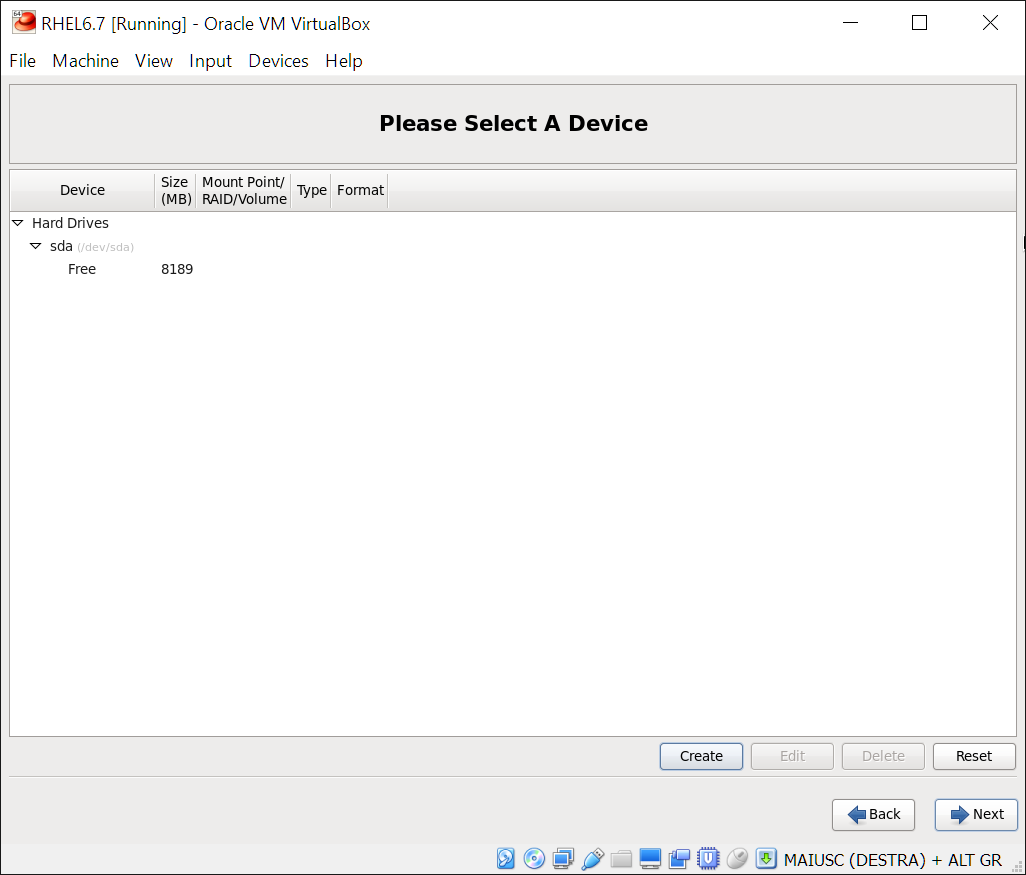 RHEL6.7 [Running] - Oracle VM VirtualBox
File Machine View Input Devices Help
Please Select A Device
Device Size (MB) Mount Point/ RAID/Volume Type Format
Hard Drives
sda (/dev/sda)
Free 8189
Create Edit Delete Reset
Back Next
MAIUSC (DESTRA) + ALT GR